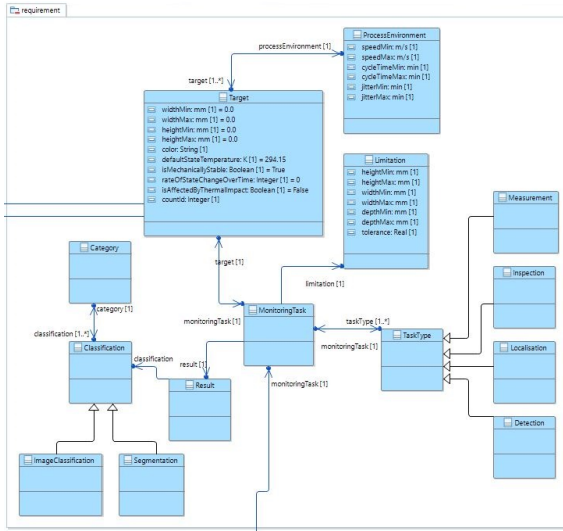 requirement
ProcessEnvironment
speedMin: m/s [1]
speedMax: m/s [1]
cycleTimeMin: min [1]
cycleTimeMax: min [1]
jitterMin: min [1]
jitterMax: min [1]
processEnvironment [1]
target [1..*]
Target
widthMin: mm [1] = 0.0
widthMax: mm [1] = 0.0
heightMin: mm [1] = 0.0
heightMax: mm [1] = 0.0
color: String [1]
defaultStateTemperature: K [1] = 294.15
isMechanicallyStable: Boolean [1] = True
rateOfStateChangeOverTime: Integer [1] = 0
isAffectedByThermalImpact: Boolean [1] = False
countId: Integer [1]
Limitation
heightMin: mm [1]
heightMax: mm [1]
widthMin: mm [1]
widthMax: mm [1]
depthMin: mm [1]
depthMax: mm [1]
tolerance: Real [1]
Measurement
Category
target [1]
limitation [1]
Inspection
category [1]
classification [1..*]
monitoringTask [1]
MonitoringTask
taskType [1..*]
monitoringTask [1]
TaskType
Classification
classification
result [1]
Result
monitoringTask [1]
Localisation
Detection
ImageClassification
Segmentation